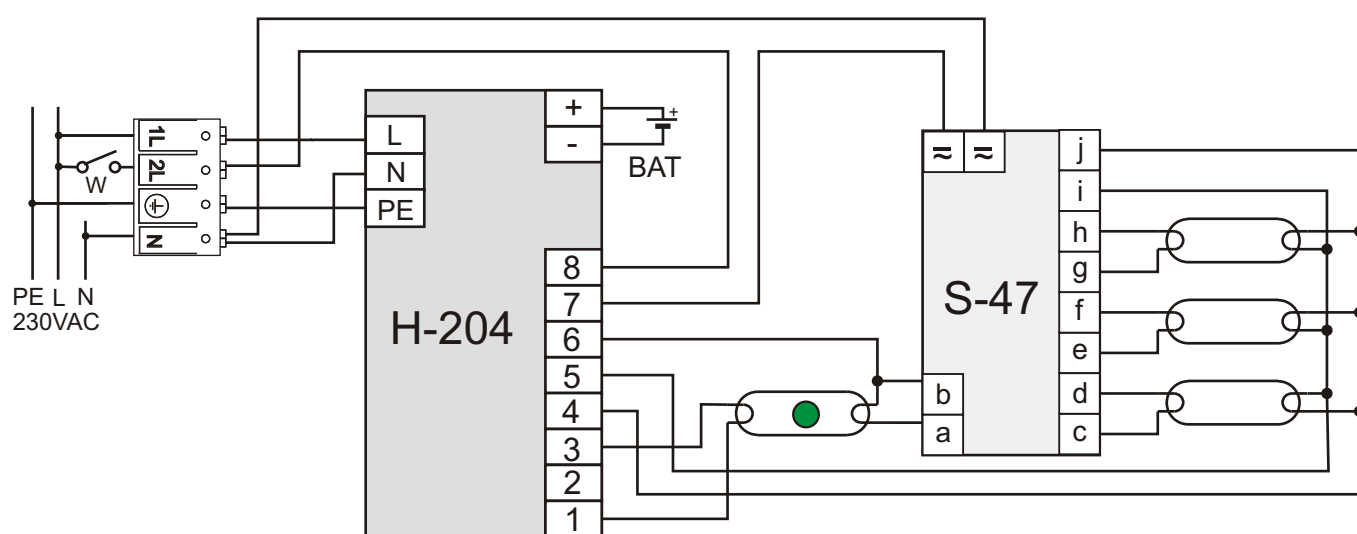 1L
2L
N
W
PE L N
230VAC
L
N
PE
H-204
+
-
+
BAT
8
7
6
5
4
3
2
1
≂ ≂
S-47
b
a
j
i
h
g
f
e
d
c